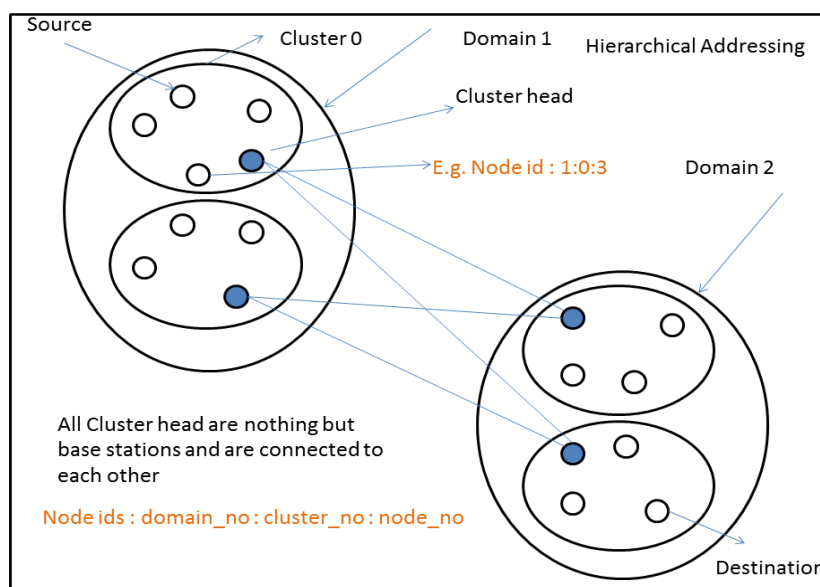 Source
Cluster 0
Domain 1
Hierarchical Addressing
Cluster head
E.g. Node id : 1:0:3
Domain 2
All Cluster head are nothing but
base stations and are connected to
each other
Node ids : domain_no : cluster_no : node_no
Destination